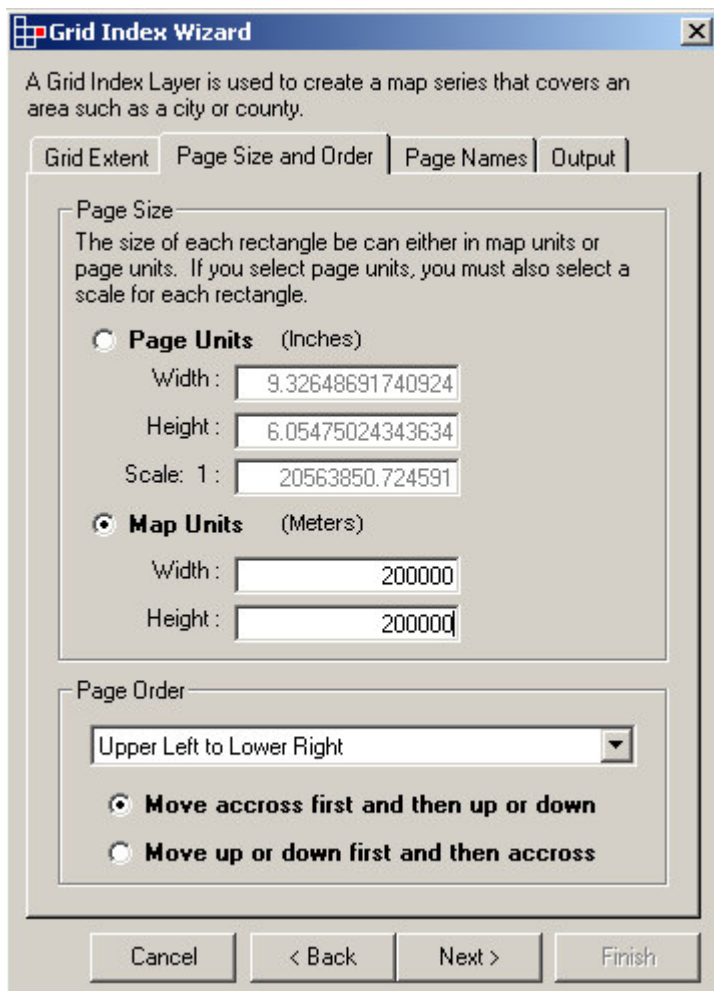 Grid Index Wizard
A Grid Index Layer is used to create a map series that covers an
area such as a city or county.
Grid Extent Page Size and Order Page Names Output
Page Size
The size of each rectangle be can either in map units or
page units. If you select page units, you must also select a
scale for each rectangle.
Page Units (Inches)
Width : 9.32648691740924
Height : 6.05475024343634
Scale: 1 : 20563850.724591
Map Units (Meters)
Width : 200000
Height : 200000
Page Order
Upper Left to Lower Right
Move accross first and then up or down
Move up or down first and then accross
Cancel < Back Next > Finish